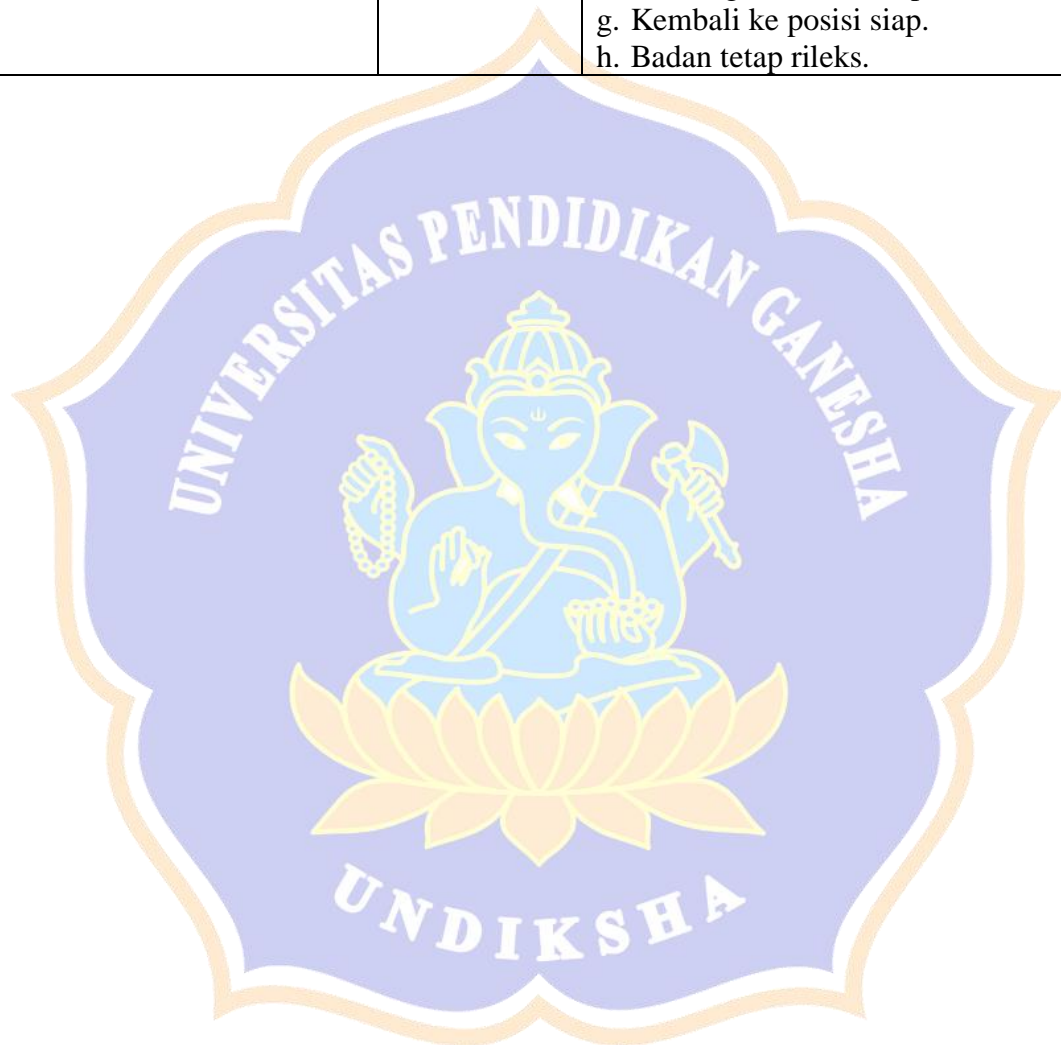 g. Kembali ke posisi siap.
h. Badan tetap rileks.
UNIVERSITAS PENDIDIKAN GANESHA
UNDIKSHA